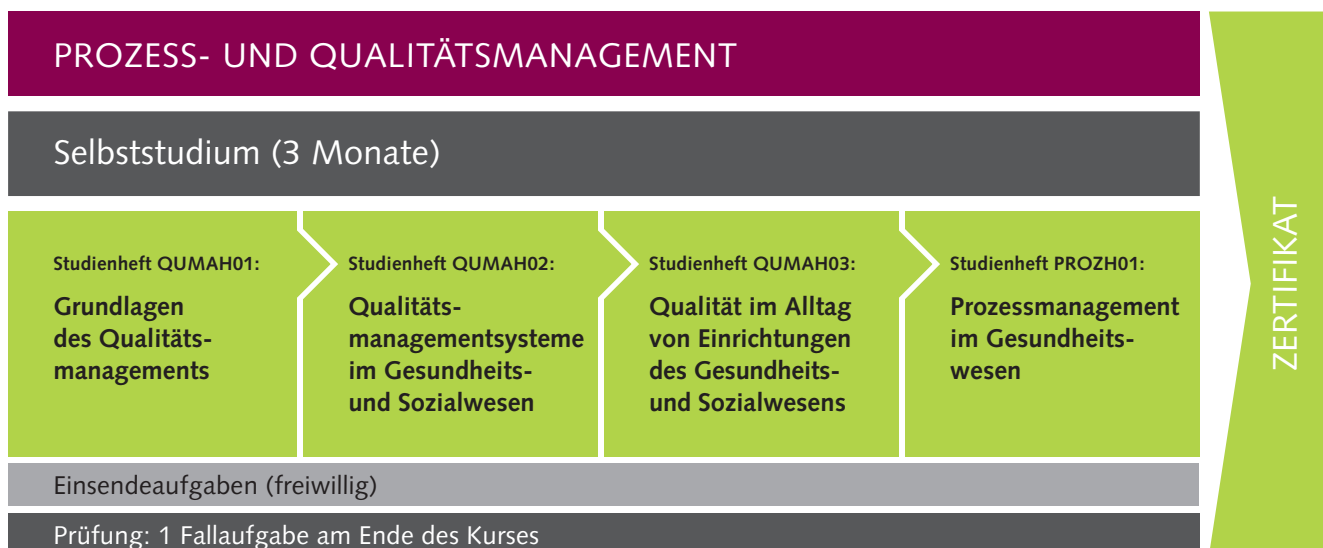 PROZESS- UND QUALITÄTSMANAGEMENT
Selbststudium (3 Monate)
Studienheft QUMAH01:
Grundlagen
des Qualitäts-
managements
Studienheft QUMAH02:
Qualitäts-
managementsysteme
im Gesundheits-
und Sozialwesen
Studienheft QUMAH03:
Qualität im Alltag
von Einrichtungen
des Gesundheits-
und Sozialwesens
Studienheft PROZH01:
Prozessmanagement
im Gesundheits-
wesen
Einsendeaufgaben (freiwillig)
Prüfung: 1 Fallaufgabe am Ende des Kurses
ZERTIFIKAT